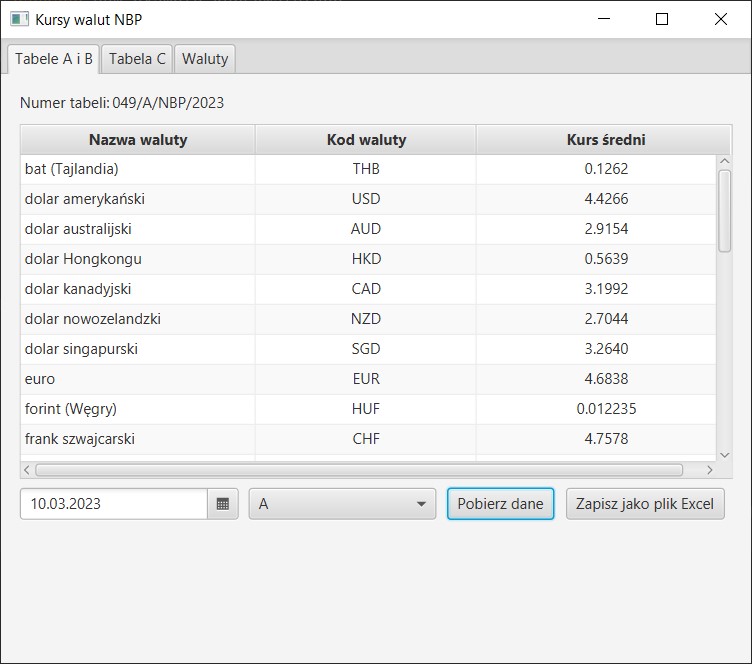 Kursy walut NBP
Tabele A i B Tabela C Waluty
Numer tabeli: 049/A/NBP/2023
Nazwa waluty Kod waluty Kurs średni
bat (Tajlandia) THB 0.1262
dolar amerykański USD 4.4266
dolar australijski AUD 2.9154
dolar Hongkongu HKD 0.5639
dolar kanadyjski CAD 3.1992
dolar nowozelandzki NZD 2.7044
dolar singapurski SGD 3.2640
euro EUR 4.6838
forint (Węgry) HUF 0.012235
frank szwajcarski CHF 4.7578
10.03.2023 A Pobierz dane Zapisz jako plik Excel